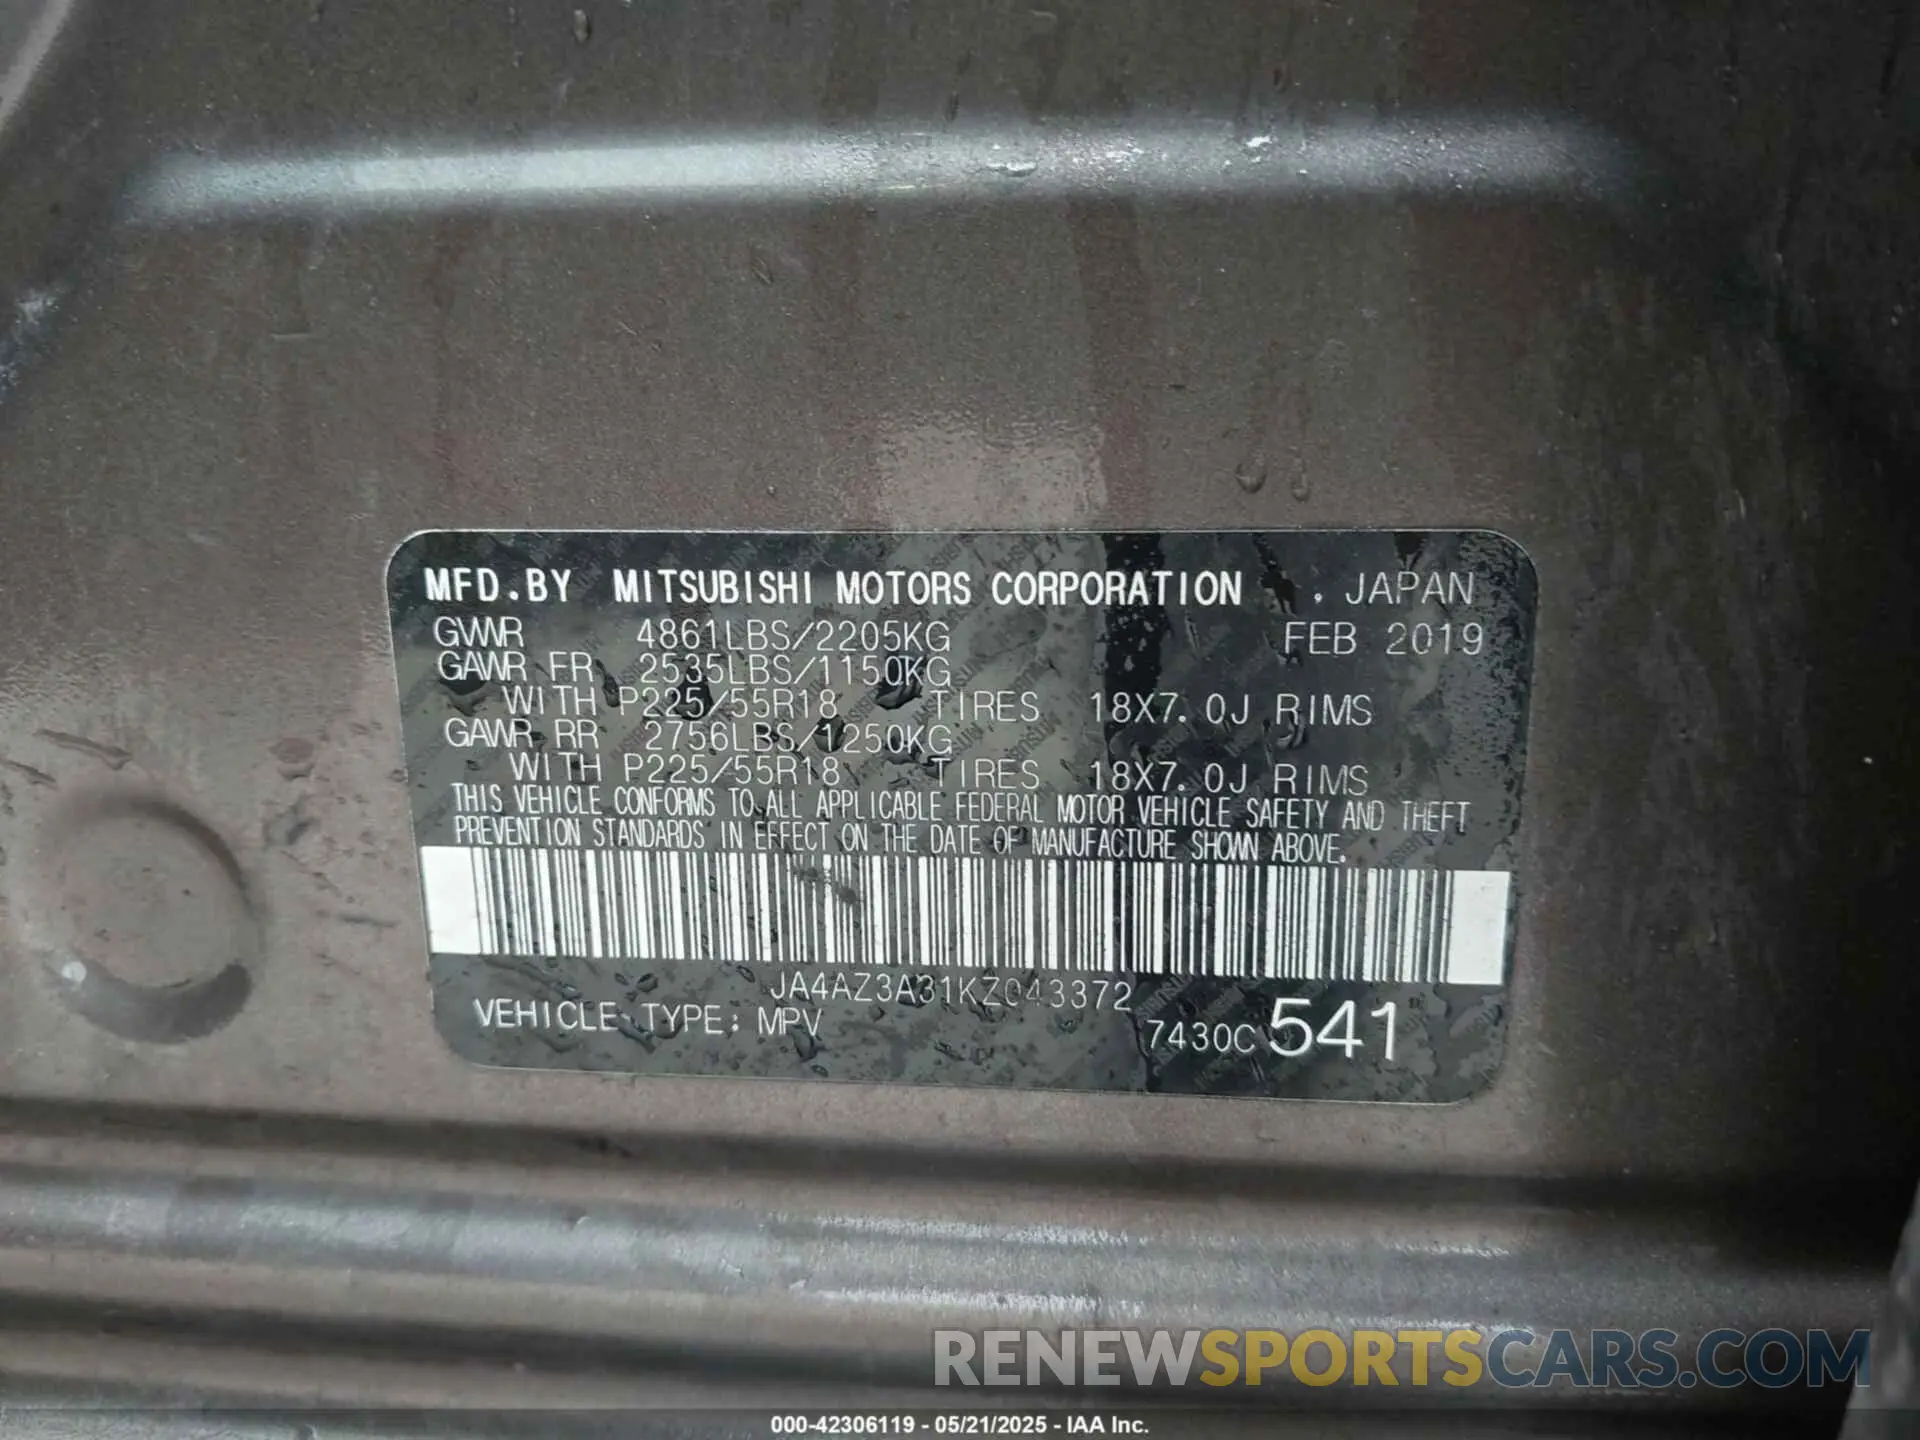 MFD.BY MITSUBISHI MOTORS CORPORATION . JAPAN
GVWR 4861LBS/2205KG FEB 2019
GAWR FR 2535LBS/1150KG
WITH P225/55R18 TIRES 18X7.0J RIMS
GAWR RR 2756LBS/1250KG
WITH P225/55R18 TIRES 18X7.0J RIMS
THIS VEHICLE CONFORMS TO ALL APPLICABLE FEDERAL MOTOR VEHICLE SAFETY AND THEFT
PREVENTION STANDARDS IN EFFECT ON THE DATE OF MANUFACTURE SHOWN ABOVE.
JA4AZ3A31KZ043372
VEHICLE TYPE: MPV 7430C 541
RENEWSPORTSCARS.COM
000-42306119 - 05/21/2025 - IAA Inc.